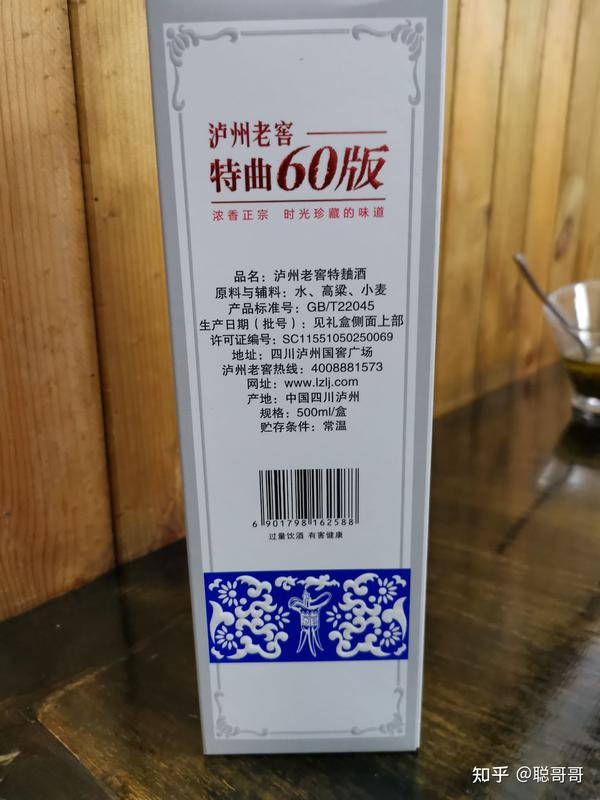 泸州老窖
特曲60版
浓香正宗 时光珍藏的味道
品名：泸州老窖特麯酒
原料与辅料：水、高粱、小麦
产品标准号：GB/T22045
生产日期（批号）：见礼盒侧面上部
许可证编号：SC11551050250069
地址：四川泸州国窖广场
泸州老窖热线：4008881573
网址：www.lzlj.com
产地：中国四川泸州
规格：500ml/盒
贮存条件：常温
6 901798 162588
过量饮酒 有害健康
知乎 @聪哥哥